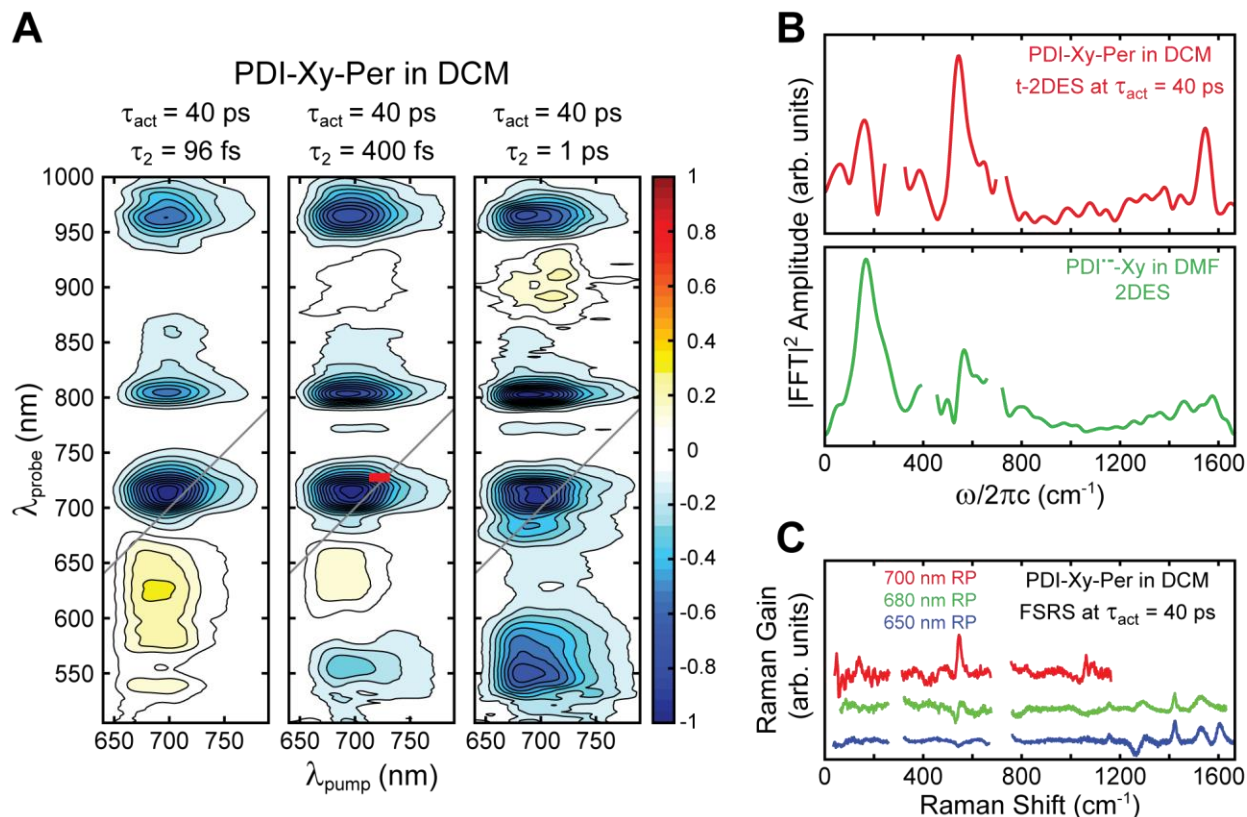 A
PDI-Xy-Per in DCM
τact = 40 ps
τ2 = 96 fs
τact = 40 ps
τ2 = 400 fs
τact = 40 ps
τ2 = 1 ps
λprobe (nm)
1000
950
900
850
800
750
700
650
600
550
650
700
750
650
700
750
650
700
750
λpump (nm)
1
0.8
0.6
0.4
0.2
0
-0.2
-0.4
-0.6
-0.8
-1
B
PDI-Xy-Per in DCM
t-2DES at τact = 40 ps
PDI•−-Xy in DMF
2DES
|FFT|² Amplitude (arb. units)
0
400
800
1200
1600
ω/2πc (cm-1)
C
700 nm RP
680 nm RP
650 nm RP
PDI-Xy-Per in DCM
FSRS at τact = 40 ps
Raman Gain
(arb. units)
0
400
800
1200
1600
Raman Shift (cm-1)